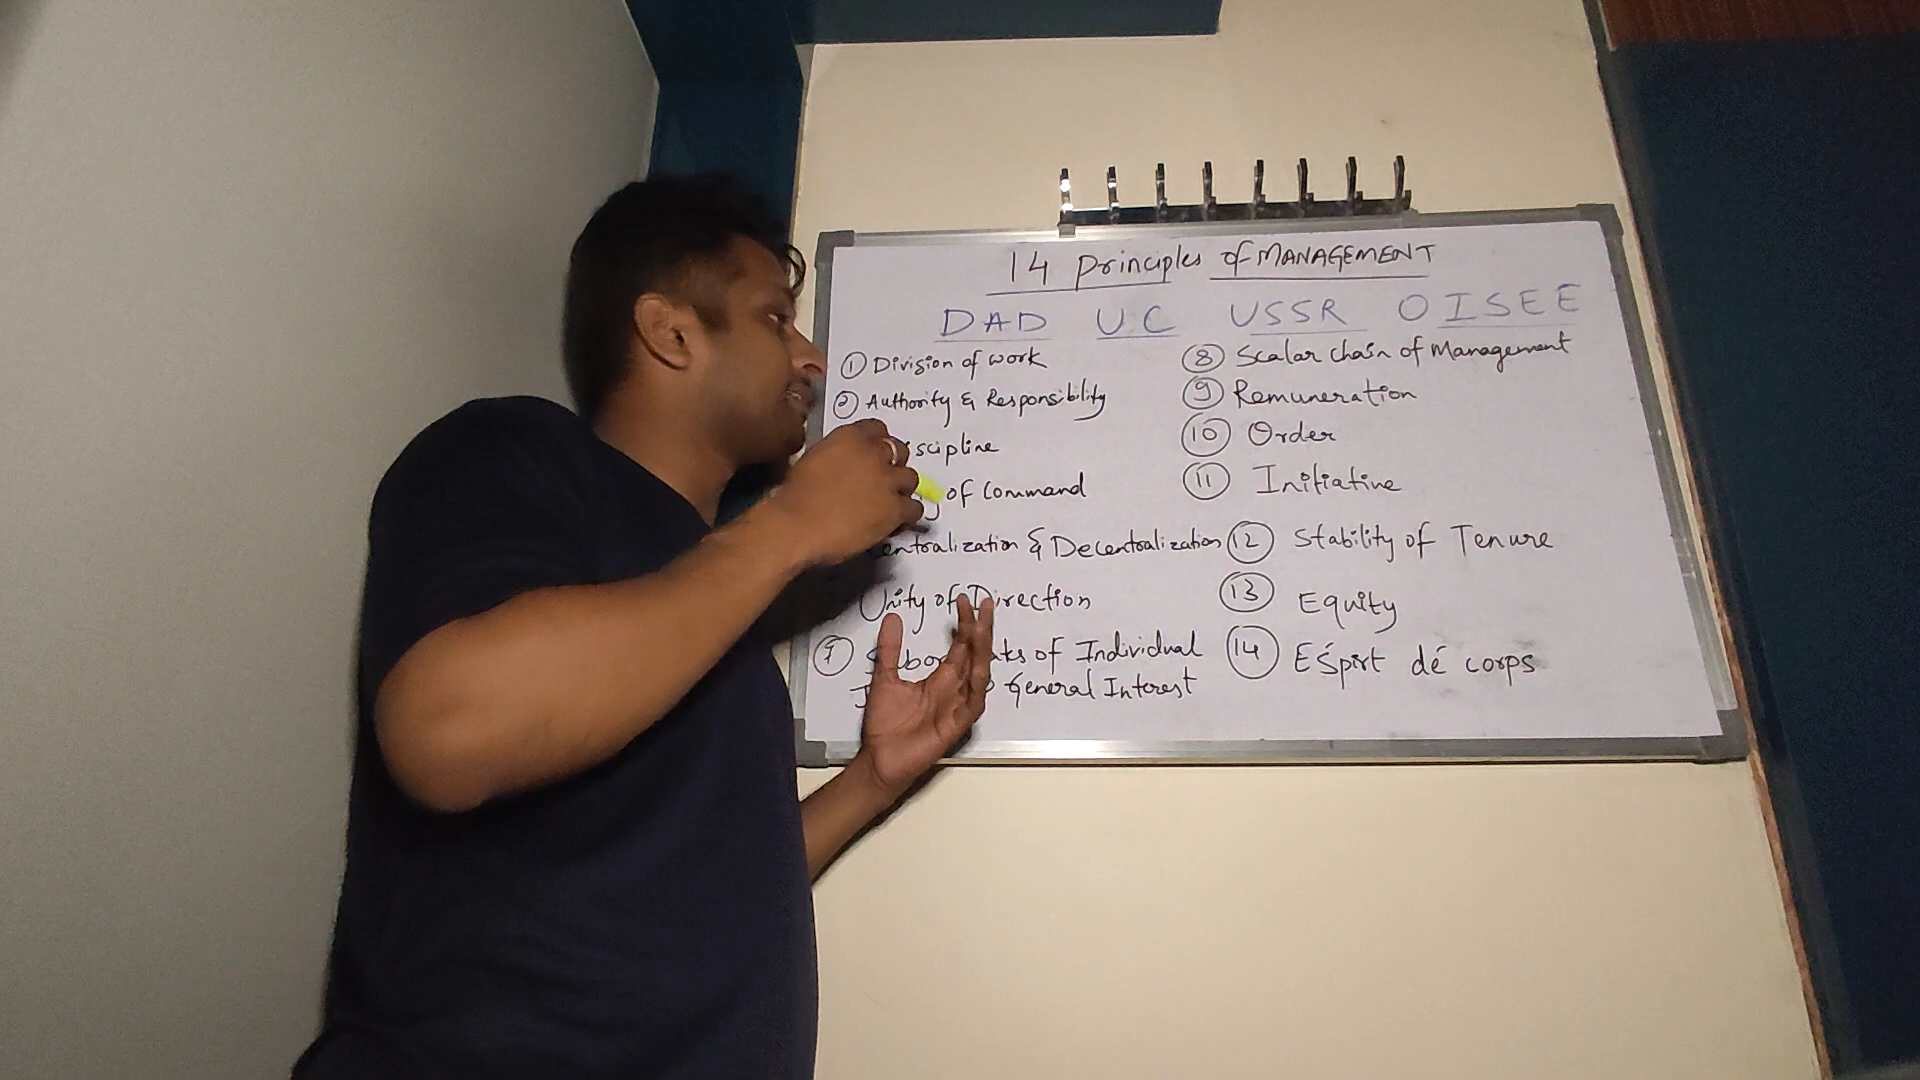 14 Principles of MANAGEMENT
DAD UC USSR OISEE
① Division of work
② Authority & Responsibility
scipline
of Command
entralization & Decentralization
Unity of Direction
⑦ of Individual
General Interest
⑧ Scalar chain of Management
⑨ Remuneration
⑩ Order
⑪ Initiative
⑫ Stability of Tenure
⑬ Equity
⑭ EŚpirt dé corps